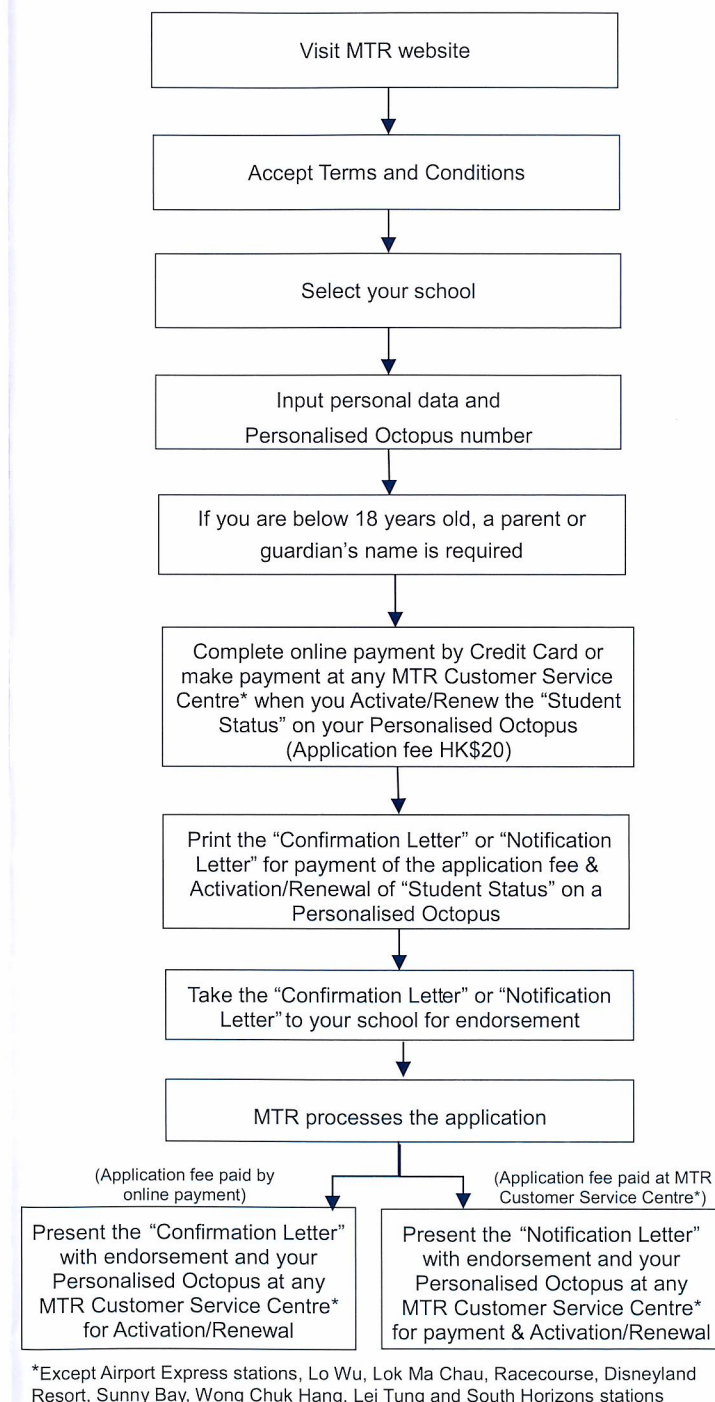 Visit MTR website
Accept Terms and Conditions
Select your school
Input personal data and
Personalised Octopus number
If you are below 18 years old, a parent or
guardian's name is required
Complete online payment by Credit Card or
make payment at any MTR Customer Service
Centre* when you Activate/Renew the “Student
Status” on your Personalised Octopus
(Application fee HK$20)
Print the “Confirmation Letter” or “Notification
Letter” for payment of the application fee &
Activation/Renewal of “Student Status” on a
Personalised Octopus
Take the “Confirmation Letter” or “Notification
Letter” to your school for endorsement
MTR processes the application
(Application fee paid by
online payment)
Present the “Confirmation Letter”
with endorsement and your
Personalised Octopus at any
MTR Customer Service Centre*
for Activation/Renewal
(Application fee paid at MTR
Customer Service Centre*)
Present the “Notification Letter”
with endorsement and your
Personalised Octopus at any
MTR Customer Service Centre*
for payment & Activation/Renewal
*Except Airport Express stations, Lo Wu, Lok Ma Chau, Racecourse, Disneyland
Resort, Sunny Bay, Wong Chuk Hang, Lei Tung and South Horizons stations